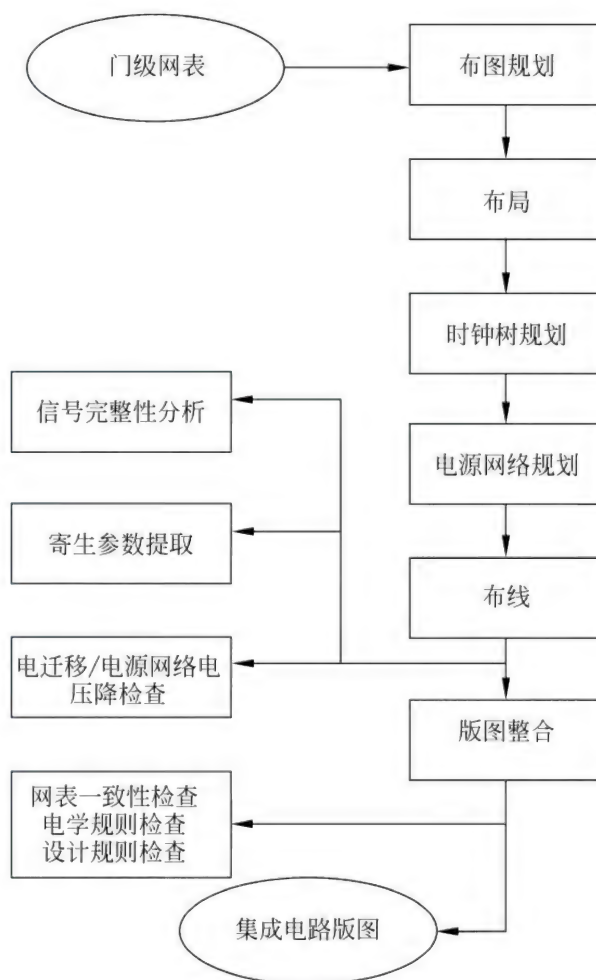 门级网表
布图规划
布局
时钟树规划
信号完整性分析
电源网络规划
寄生参数提取
布线
电迁移/电源网络电
压降检查
版图整合
网表一致性检查
电学规则检查
设计规则检查
集成电路版图